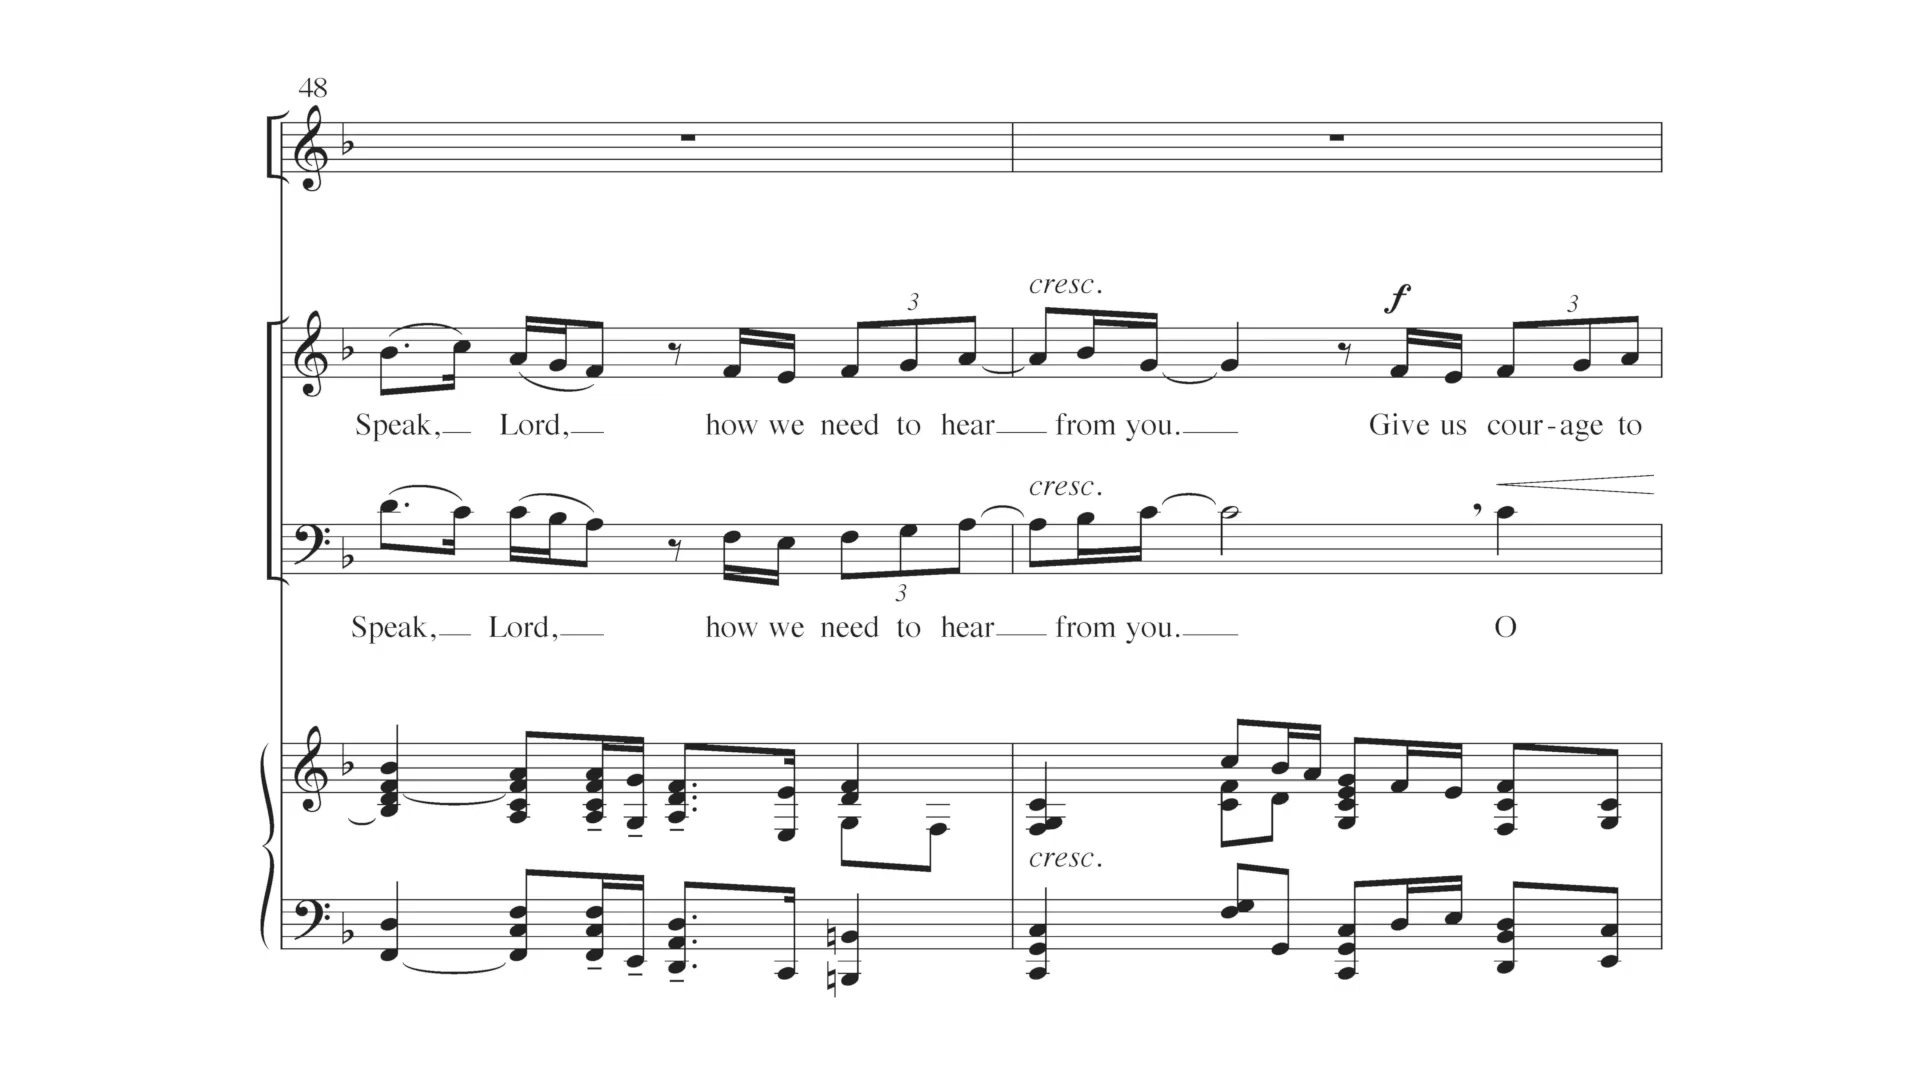 48
3
cresc.
f
3
Speak, Lord, how we need to hear from you. Give us cour-age to
cresc.
3
Speak, Lord, how we need to hear from you. O
cresc.